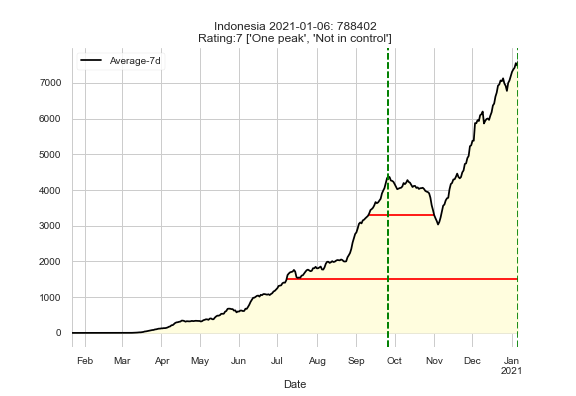 Indonesia 2021-01-06: 788402
Rating:7 ['One peak', 'Not in control']
Average-7d
7000
6000
5000
4000
3000
2000
1000
0
Feb Mar Apr May Jun Jul Aug Sep Oct Nov Dec Jan
2021
Date